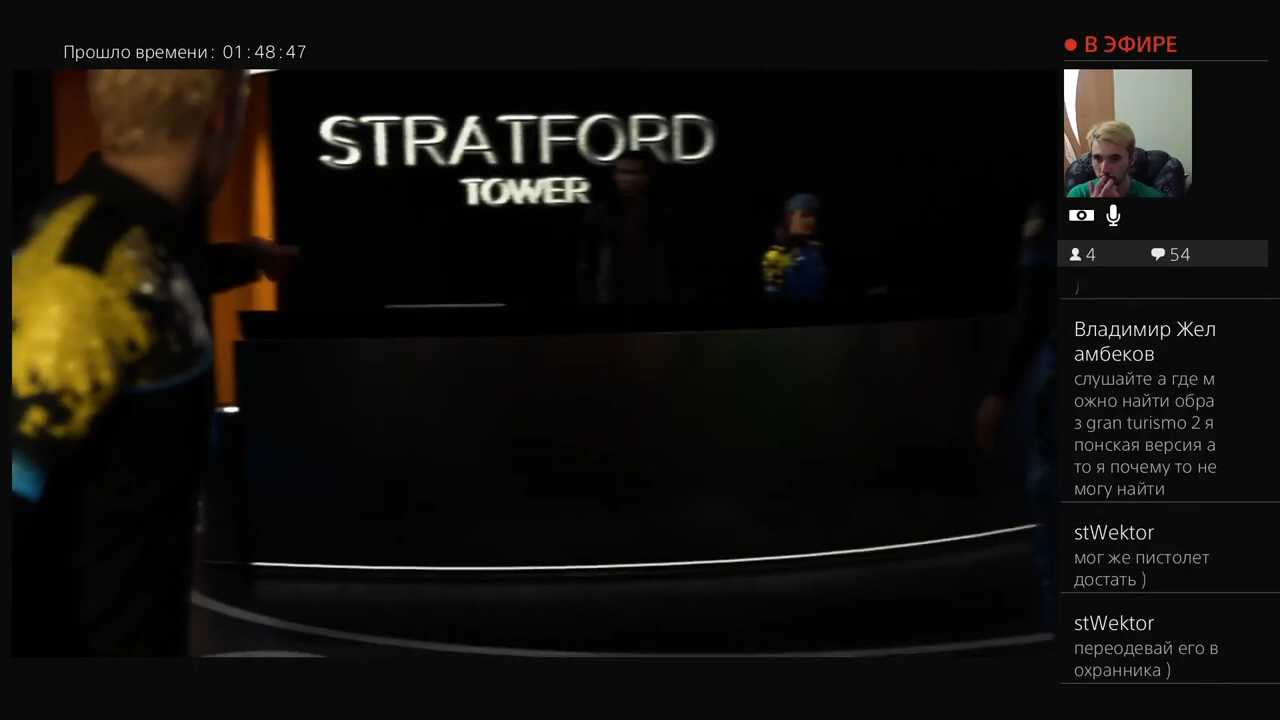 Прошло времени: 01:48:47
В ЭФИРЕ
STRATFORD
TOWER
4 54
)
Владимир Жел
амбеков
слушайте а где м
ожно найти обра
з gran turismo 2 я
понская версия а
то я почему то не
могу найти
stWektor
мог же пистолет
достать )
stWektor
переодевай его в
охранника )